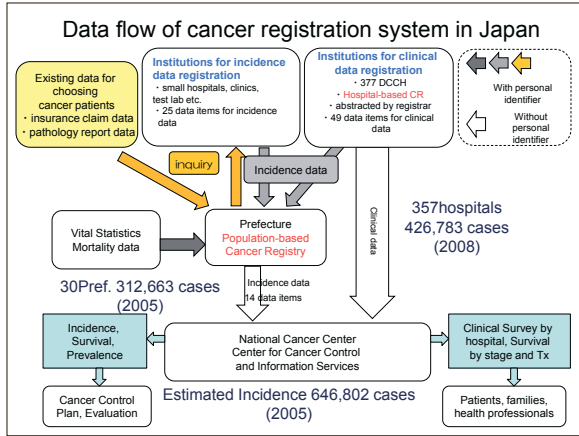 Data flow of cancer registration system in Japan
Existing data for
choosing
cancer patients
• insurance claim data
• pathology report data
Institutions for incidence
data registration
• small hospitals, clinics,
test lab etc.
• 25 data items for incidence
data
Institutions for clinical
data registration
• 377 DCCH
• Hospital-based CR
• abstracted by registrar
• 49 data items for clinical
data
With personal
identifier
Without
personal
identifier
inquiry
Incidence data
Vital Statistics
Mortality data
Prefecture
Population-based
Cancer Registry
Clinical data
357hospitals
426,783 cases
(2008)
30Pref. 312,663 cases
(2005)
Incidence data
14 data items
Incidence,
Survival,
Prevalence
National Cancer Center
Center for Cancer Control
and Information Services
Clinical Survey by
hospital, Survival
by stage and Tx
Cancer Control
Plan, Evaluation
Estimated Incidence 646,802 cases
(2005)
Patients, families,
health professionals